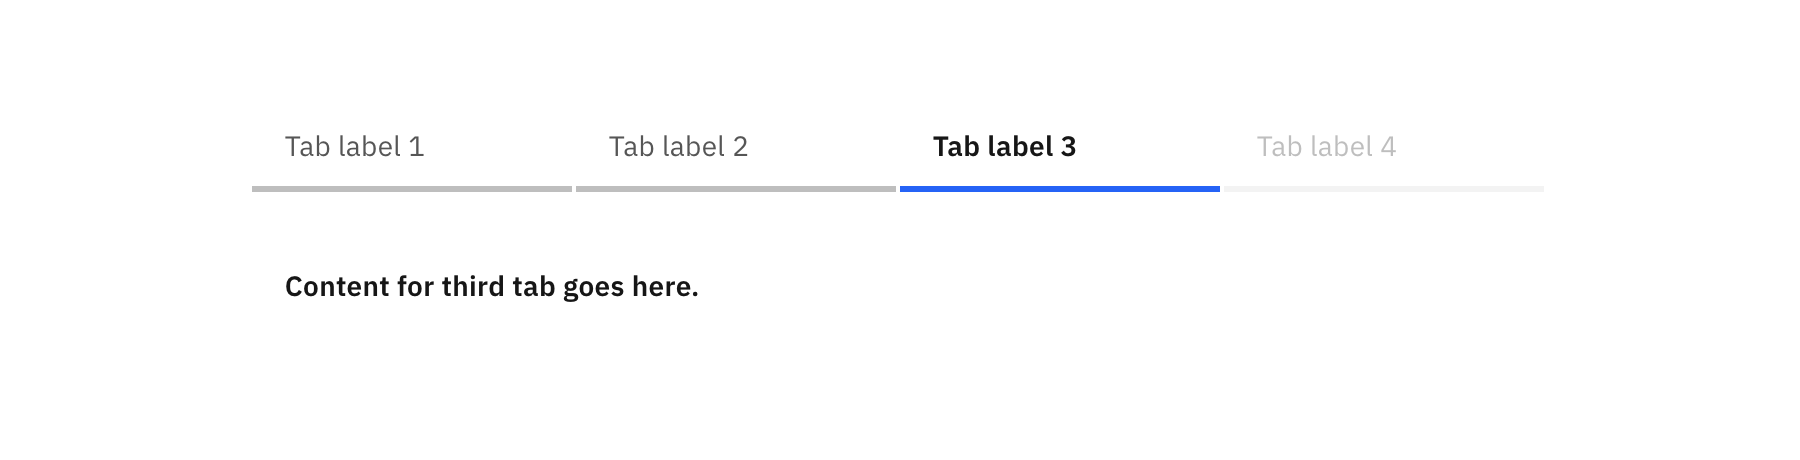 Tab label 1
Tab label 2
Tab label 3
Tab label 4
Content for third tab goes here.